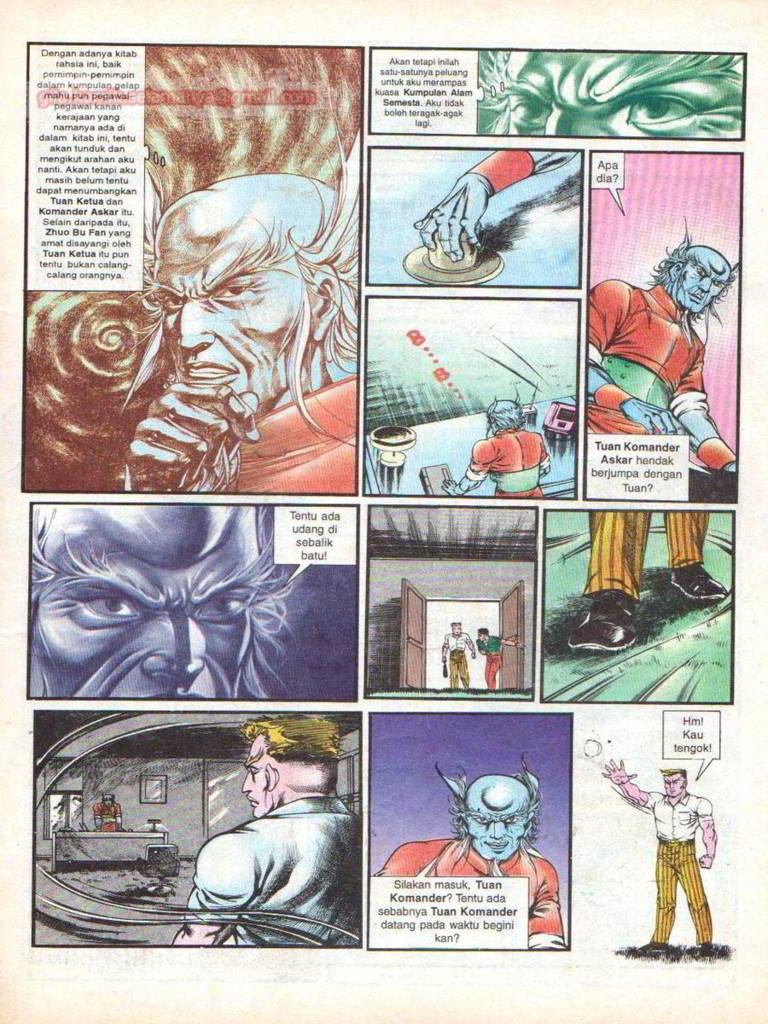 Dengan adanya kitab
rahsia ini, baik
pemimpin-pemimpin
dalam kumpulan gelap
mahu pun pegawai-
pegawai kanan
kerajaan yang
namanya ada di
dalam kitab ini, tentu
akan tunduk dan
mengikut arahan aku
nanti. Akan tetapi aku
masih belum tentu
dapat menumbangkan
Tuan Ketua dan
Komander Askar itu.
Selain daripada itu,
Zhuo Bu Fan yang
amat disayangi oleh
Tuan Ketua itu pun
tentu bukan calang-
calang orangnya.
Akan tetapi inilah
satu-satunya peluang
untuk aku merampas
kuasa Kumpulan Alam
Semesta. Aku tidak
boleh teragak-agak
lagi.
Apa
dia?
Tuan Komander
Askar hendak
berjumpa dengan
Tuan?
Tentu ada
udang di
sebalik
batu!
Silakan masuk, Tuan
Komander? Tentu ada
sebabnya Tuan Komander
datang pada waktu begini
kan?
Hm!
Kau
tengok!